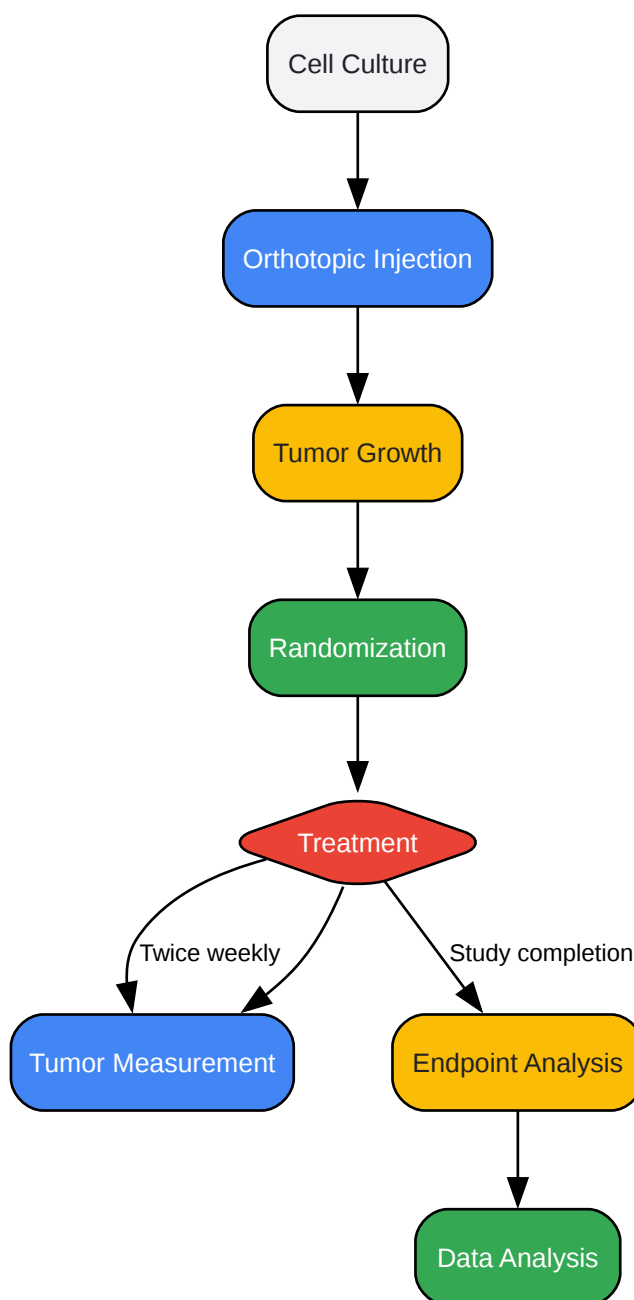 Cell Culture
Orthotopic Injection
Tumor Growth
Randomization
Treatment
Twice weekly
Study completion
Tumor Measurement
Endpoint Analysis
Data Analysis